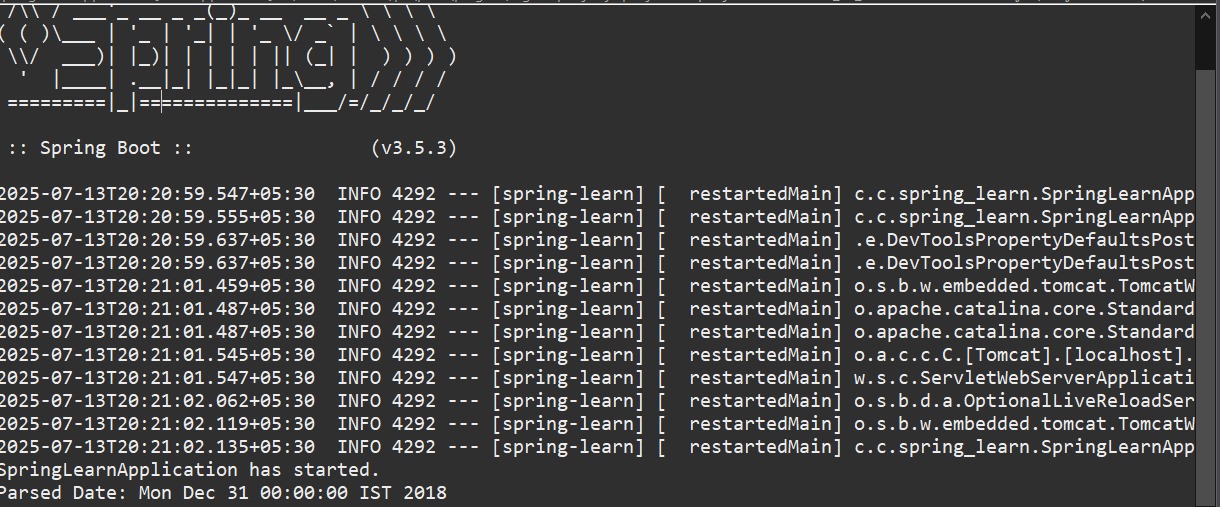 /\\ / ___'_ __ _ _(_)_ __  __ _ \ \ \ \
( ( )\___ | '_ | '_| | '_ \/ _` | \ \ \ \
 \\/  ___)| |_)| | | | | || (_| |  ) ) ) )
  '  |____| .__|_| |_|_| |_\__, | / / / /
 =========|_|==============|___/=/_/_/_/
 :: Spring Boot ::                (v3.5.3)
2025-07-13T20:20:59.547+05:30  INFO 4292 --- [spring-learn] [  restartedMain] c.c.spring_learn.SpringLearnApp
2025-07-13T20:20:59.555+05:30  INFO 4292 --- [spring-learn] [  restartedMain] c.c.spring_learn.SpringLearnApp
2025-07-13T20:20:59.637+05:30  INFO 4292 --- [spring-learn] [  restartedMain] .e.DevToolsPropertyDefaultsPost
2025-07-13T20:20:59.637+05:30  INFO 4292 --- [spring-learn] [  restartedMain] .e.DevToolsPropertyDefaultsPost
2025-07-13T20:21:01.459+05:30  INFO 4292 --- [spring-learn] [  restartedMain] o.s.b.w.embedded.tomcat.TomcatW
2025-07-13T20:21:01.487+05:30  INFO 4292 --- [spring-learn] [  restartedMain] o.apache.catalina.core.Standard
2025-07-13T20:21:01.487+05:30  INFO 4292 --- [spring-learn] [  restartedMain] o.apache.catalina.core.Standard
2025-07-13T20:21:01.545+05:30  INFO 4292 --- [spring-learn] [  restartedMain] o.a.c.c.C.[Tomcat].[localhost].
2025-07-13T20:21:01.547+05:30  INFO 4292 --- [spring-learn] [  restartedMain] w.s.c.ServletWebServerApplicati
2025-07-13T20:21:02.062+05:30  INFO 4292 --- [spring-learn] [  restartedMain] o.s.b.d.a.OptionalLiveReloadSer
2025-07-13T20:21:02.119+05:30  INFO 4292 --- [spring-learn] [  restartedMain] o.s.b.w.embedded.tomcat.TomcatW
2025-07-13T20:21:02.135+05:30  INFO 4292 --- [spring-learn] [  restartedMain] c.c.spring_learn.SpringLearnApp
SpringLearnApplication has started.
Parsed Date: Mon Dec 31 00:00:00 IST 2018